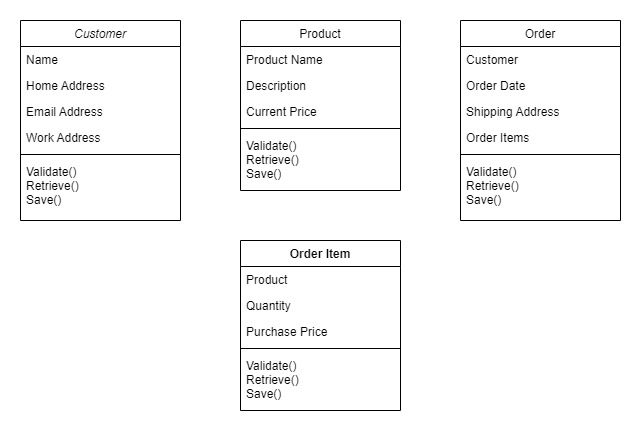 Customer
Name
Home Address
Email Address
Work Address
Validate()
Retrieve()
Save()
Product
Product Name
Description
Current Price
Validate()
Retrieve()
Save()
Order
Customer
Order Date
Shipping Address
Order Items
Validate()
Retrieve()
Save()
Order Item
Product
Quantity
Purchase Price
Validate()
Retrieve()
Save()